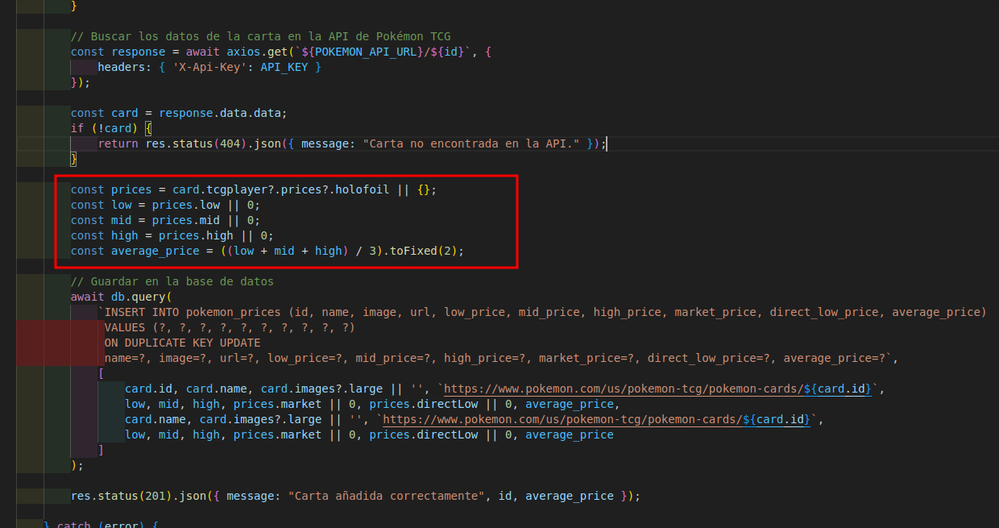 }
// Buscar los datos de la carta en la API de Pokémon TCG
const response = await axios.get(`${POKEMON_API_URL}/${id}`, {
headers: { 'X-Api-Key': API_KEY }
});
const card = response.data.data;
if (!card) {
return res.status(404).json({ message: "Carta no encontrada en la API." });
}
const prices = card.tcgplayer?.prices?.holofoil || {};
const low = prices.low || 0;
const mid = prices.mid || 0;
const high = prices.high || 0;
const average_price = ((low + mid + high) / 3).toFixed(2);
// Guardar en la base de datos
await db.query(
`INSERT INTO pokemon_prices (id, name, image, url, low_price, mid_price, high_price, market_price, direct_low_price, average_price)
VALUES (?, ?, ?, ?, ?, ?, ?, ?, ?, ?)
ON DUPLICATE KEY UPDATE
name=?, image=?, url=?, low_price=?, mid_price=?, high_price=?, market_price=?, direct_low_price=?, average_price=?`,
[
card.id, card.name, card.images?.large || '', `https://www.pokemon.com/us/pokemon-tcg/pokemon-cards/${card.id}`,
low, mid, high, prices.market || 0, prices.directLow || 0, average_price,
card.name, card.images?.large || '', `https://www.pokemon.com/us/pokemon-tcg/pokemon-cards/${card.id}`,
low, mid, high, prices.market || 0, prices.directLow || 0, average_price
]
);
res.status(201).json({ message: "Carta añadida correctamente", id, average_price });
} catch (error) {